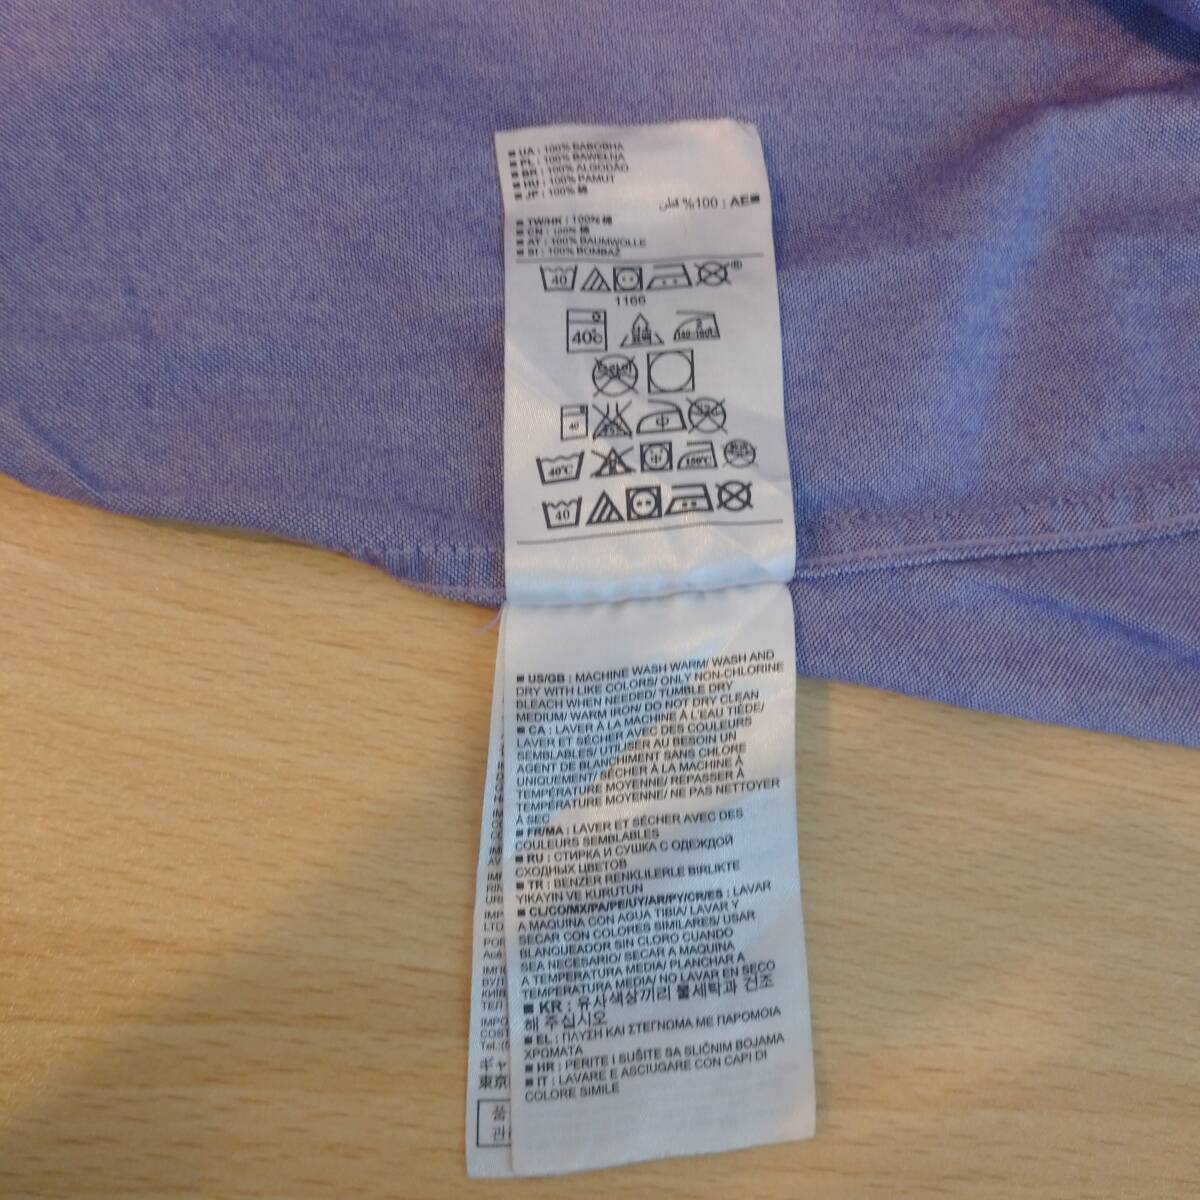 ■ UA : 100% БАВОВНА
■ PL : 100% BAWEŁNA
■ BR : 100% ALGODÃO
■ HU : 100% PAMUT
■ JP : 100% 綿
■AE : 100% قطن
■ TW/HK : 100% 棉
■ CN : 100% 棉
■ AT : 100% BAUMWOLLE
■ SI : 100% BOMBAŽ
40 ®
1166
40℃
40
40℃ 150℃
40
■ US/GB : MACHINE WASH WARM/ WASH AND
DRY WITH LIKE COLORS/ ONLY NON-CHLORINE
BLEACH WHEN NEEDED/ TUMBLE DRY
MEDIUM/ WARM IRON/ DO NOT DRY CLEAN
■ CA : LAVER À LA MACHINE À L'EAU TIÈDE/
LAVER ET SÉCHER AVEC DES COULEURS
SEMBLABLES/ UTILISER AU BESOIN UN
AGENT DE BLANCHIMENT SANS CHLORE
UNIQUEMENT/ SÉCHER À LA MACHINE À
TEMPÉRATURE MOYENNE/ REPASSER À
TEMPÉRATURE MOYENNE/ NE PAS NETTOYER
À SEC
■ FR/MA : LAVER ET SÉCHER AVEC DES
COULEURS SEMBLABLES
■ RU : СТИРКА И СУШКА С ОДЕЖДОЙ
СХОДНЫХ ЦВЕТОВ
■ TR : BENZER RENKLILERLE BIRLIKTE
YIKAYIN VE KURUTUN
■ CL/CO/MX/PA/PE/UY/AR/PY/CR/ES : LAVAR
A MAQUINA CON AGUA TIBIA/ LAVAR Y
SECAR CON COLORES SIMILARES/ USAR
BLANQUEADOR SIN CLORO CUANDO
SEA NECESARIO/ SECAR A MAQUINA
A TEMPERATURA MEDIA/ PLANCHAR A
TEMPERATURA MEDIA/ NO LAVAR EN SECO
■ KR : 유사색상끼리 물세탁과 건조
해 주십시오
■ EL : ΠΛΥΣΗ ΚΑΙ ΣΤΕΓΝΩΜΑ ΜΕ ΠΑΡΟΜΟΙΑ
ΧΡΩΜΑΤΑ
■ HR : PERITE I SUŠITE SA SLIČNIM BOJAMA
■ IT : LAVARE E ASCIUGARE CON CAPI DI
COLORE SIMILE